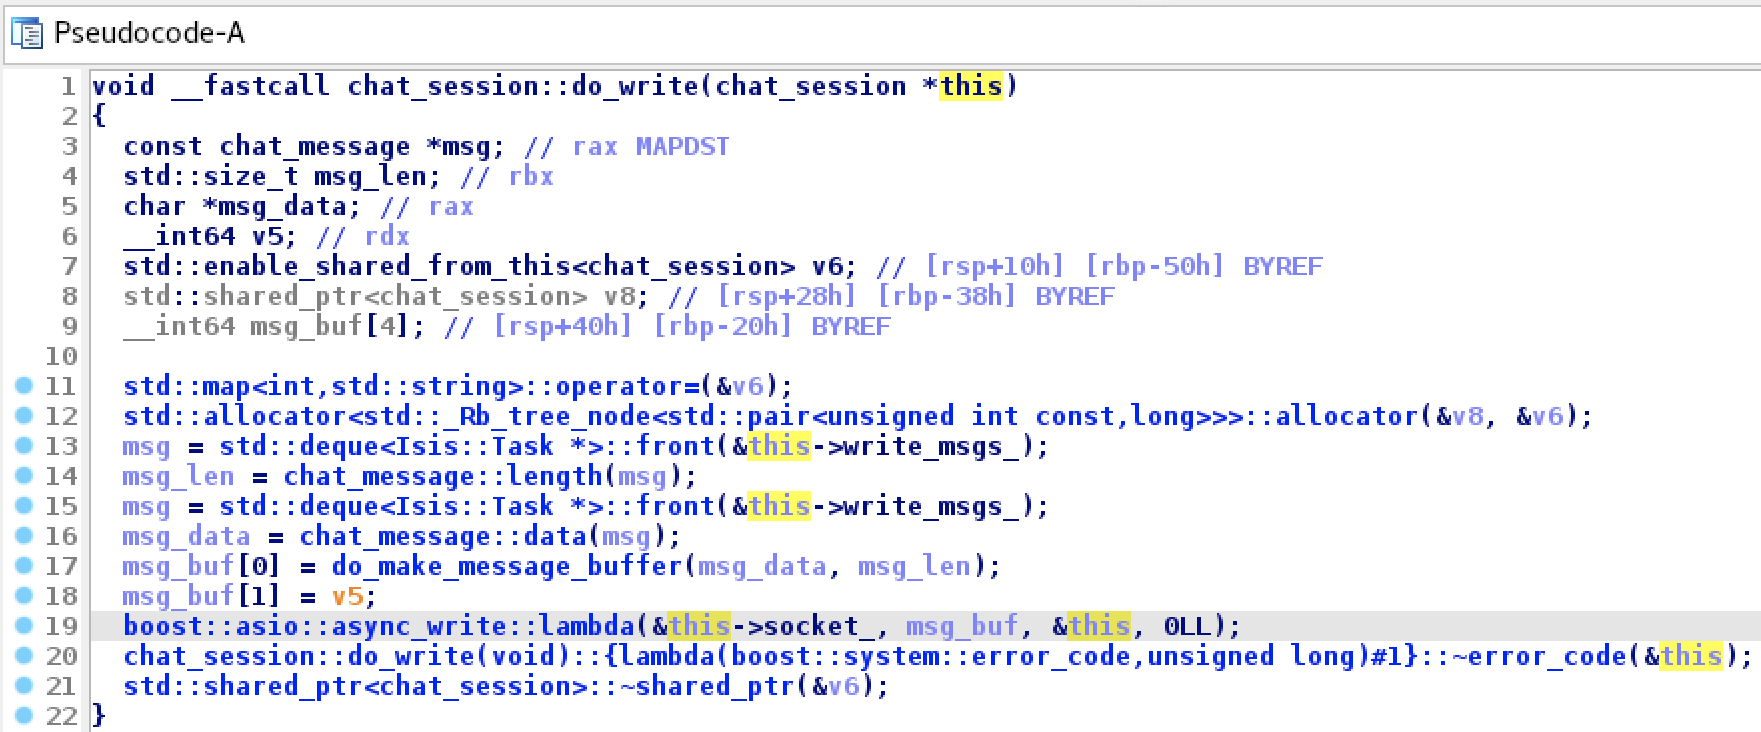 Pseudocode-A
1 void __fastcall chat_session::do_write(chat_session *this)
2 {
3 const chat_message *msg; // rax MAPDST
4 std::size_t msg_len; // rbx
5 char *msg_data; // rax
6 __int64 v5; // rdx
7 std::enable_shared_from_this<chat_session> v6; // [rsp+10h] [rbp-50h] BYREF
8 std::shared_ptr<chat_session> v8; // [rsp+28h] [rbp-38h] BYREF
9 __int64 msg_buf[4]; // [rsp+40h] [rbp-20h] BYREF
10
11 std::map<int,std::string>::operator=(&v6);
12 std::allocator<std::_Rb_tree_node<std::pair<unsigned int const,long>>>::allocator(&v8, &v6);
13 msg = std::deque<Isis::Task *>::front(&this->write_msgs_);
14 msg_len = chat_message::length(msg);
15 msg = std::deque<Isis::Task *>::front(&this->write_msgs_);
16 msg_data = chat_message::data(msg);
17 msg_buf[0] = do_make_message_buffer(msg_data, msg_len);
18 msg_buf[1] = v5;
19 boost::asio::async_write::lambda(&this->socket_, msg_buf, &this, 0LL);
20 chat_session::do_write(void)::{lambda(boost::system::error_code,unsigned long)#1}::~error_code(&this);
21 std::shared_ptr<chat_session>::~shared_ptr(&v6);
22 }